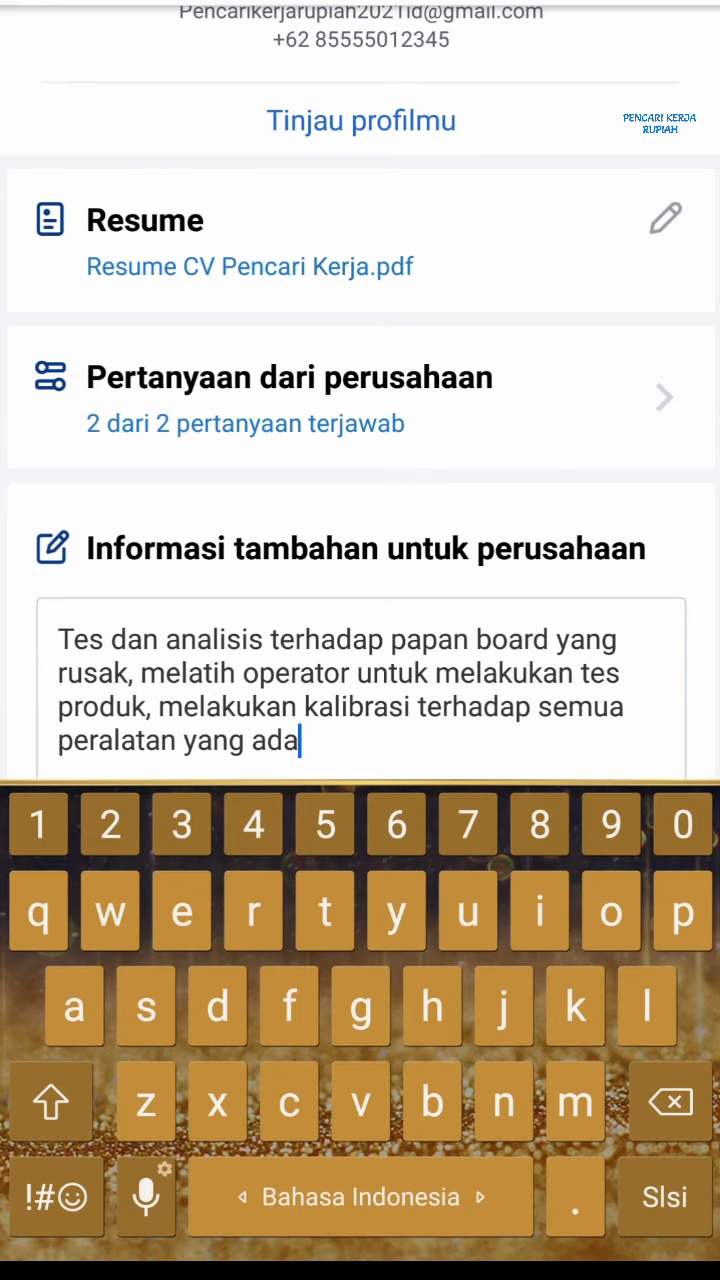 Pencarikerjarupiah2021id@gmail.com
+62 85555012345
Tinjau profilmu
PENCARI KERJA
RUPIAH
Resume
Resume CV Pencari Kerja.pdf
Pertanyaan dari perusahaan
2 dari 2 pertanyaan terjawab
Informasi tambahan untuk perusahaan
Tes dan analisis terhadap papan board yang
rusak, melatih operator untuk melakukan tes
produk, melakukan kalibrasi terhadap semua
peralatan yang ada
1 2 3 4 5 6 7 8 9 0
q w e r t y u i o p
a s d f g h j k l
z x c v b n m
!#☺ Bahasa Indonesia . Slsi